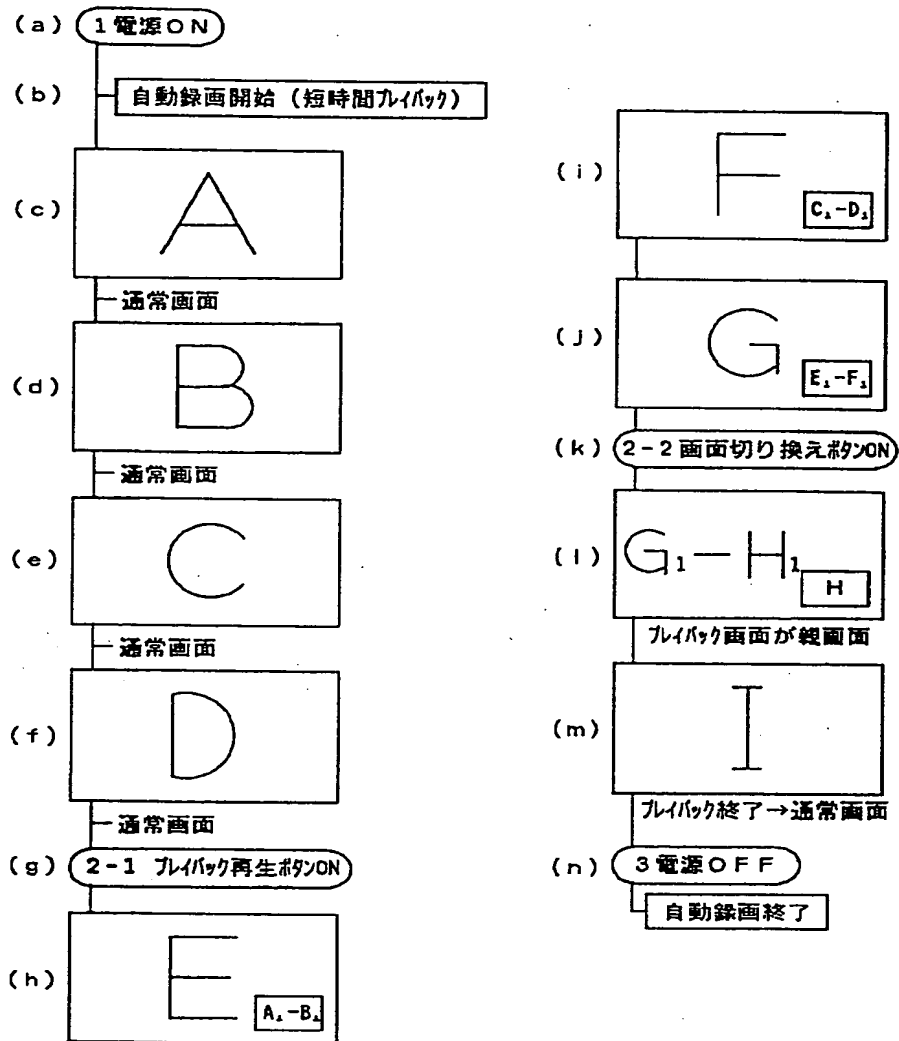 (a) 1電源ON
(b) 自動録画開始 (短時間プレイバック)
(c) A
通常画面
(d) B
通常画面
(e) C
通常画面
(f) D
通常画面
(g) 2-1 プレイバック再生ボタンON
(h) E
A₁-B₁
(i) F
C₁-D₁
(j) G
E₁-F₁
(k) 2-2画面切り換えボタンON
(l) G₁-H₁
H
プレイバック画面が親画面
(m) I
プレイバック終了→通常画面
(n) 3電源OFF
自動録画終了